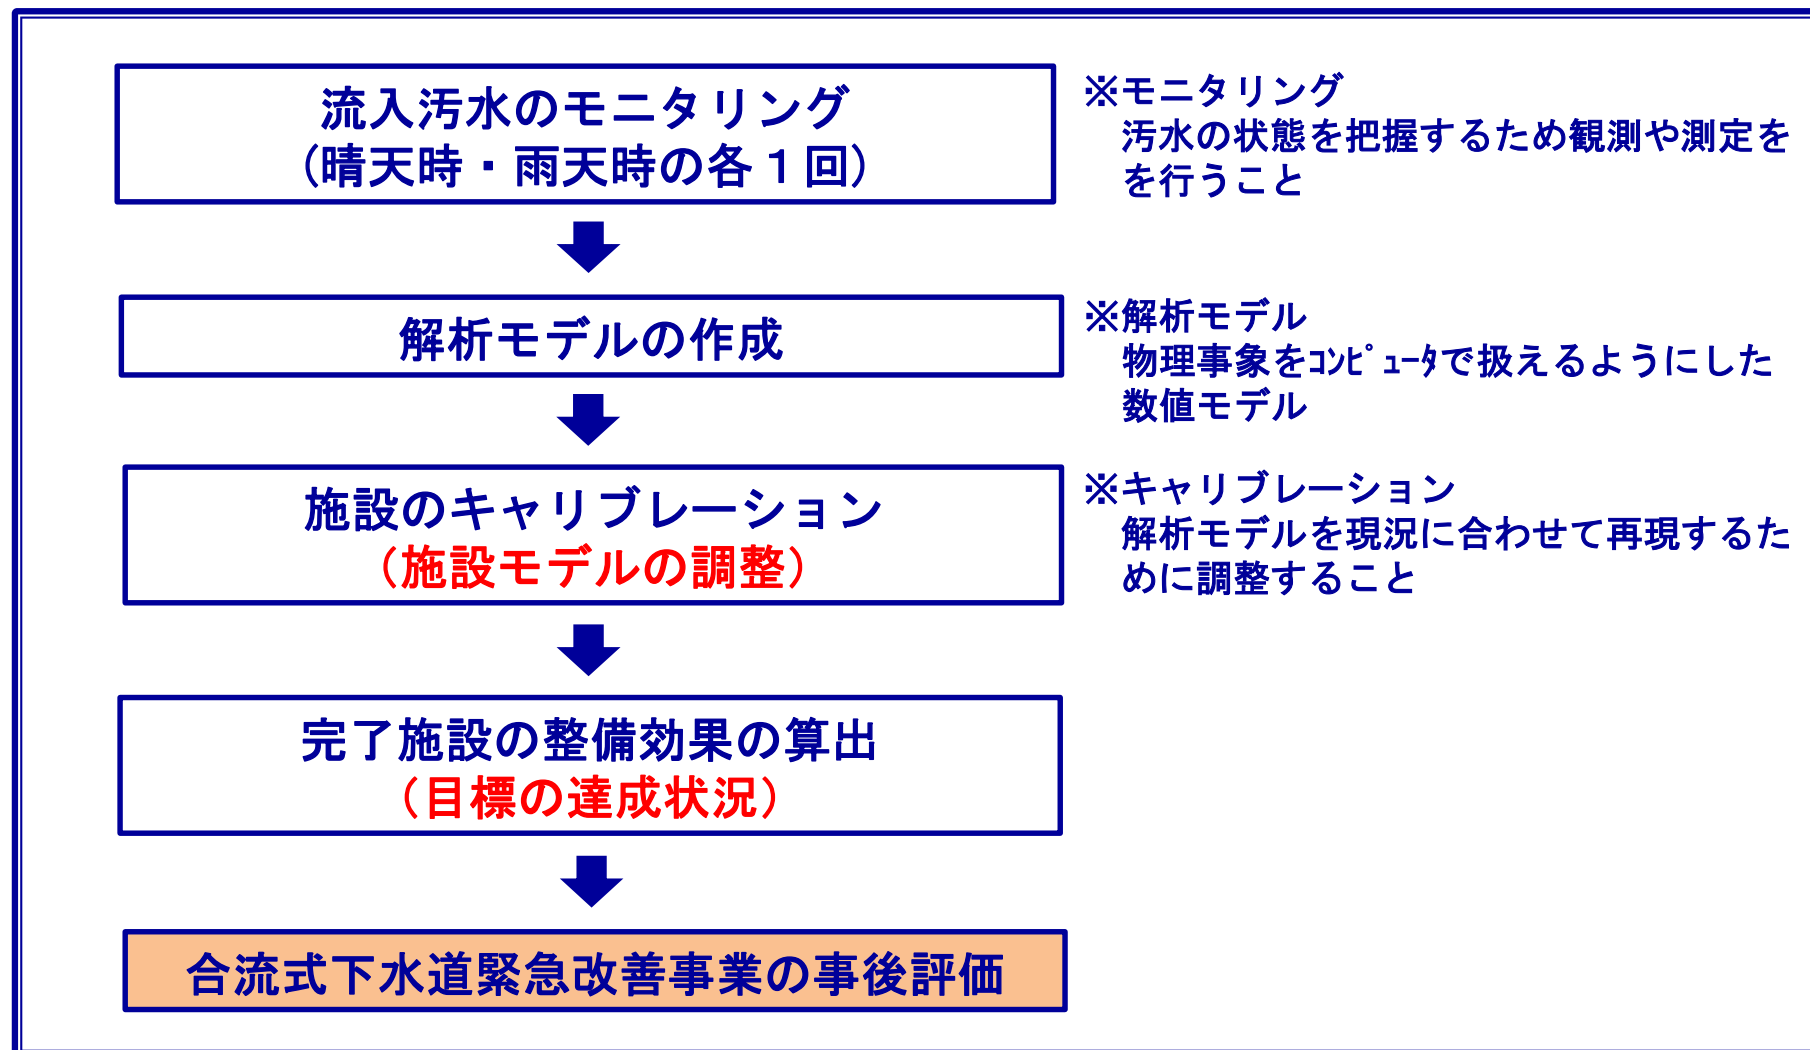 流入汚水のモニタリング
(晴天時・雨天時の各１回)
※モニタリング
汚水の状態を把握するため観測や測定を
を行うこと
解析モデルの作成
※解析モデル
物理事象をｺﾝﾋﾟｭｰﾀで扱えるようにした
数値モデル
施設のキャリブレーション
(施設モデルの調整)
※キャリブレーション
解析モデルを現況に合わせて再現するた
めに調整すること
完了施設の整備効果の算出
(目標の達成状況)
合流式下水道緊急改善事業の事後評価